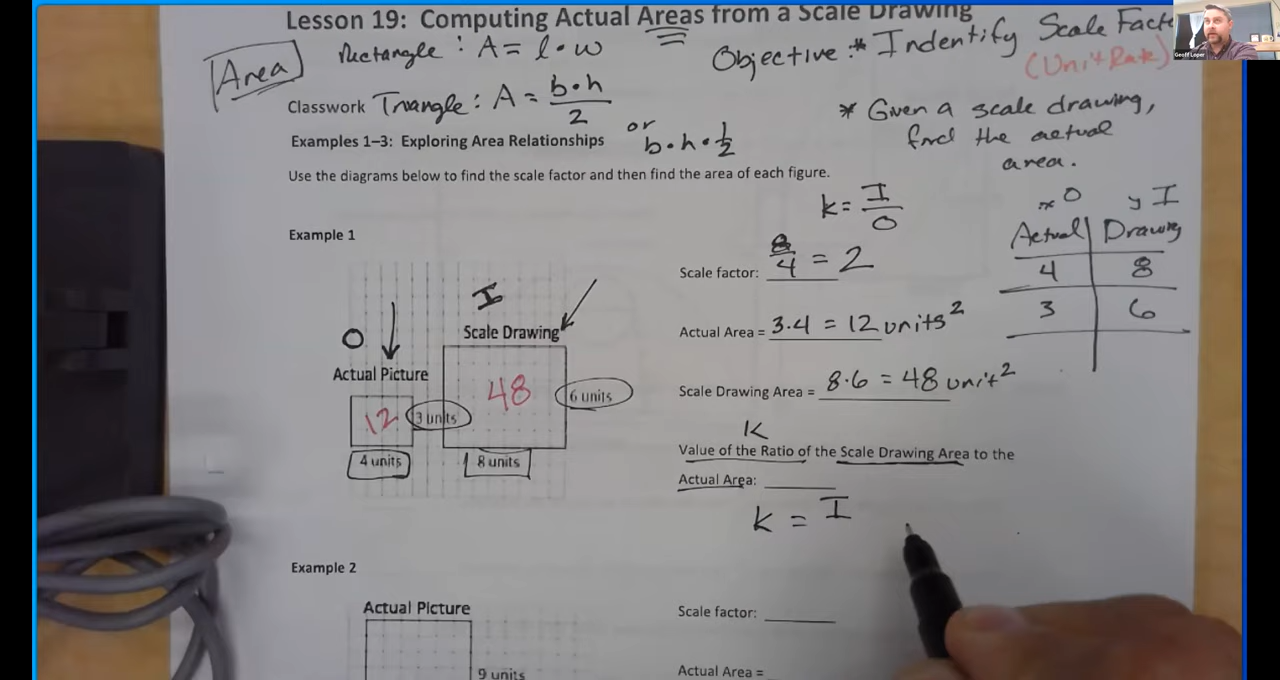 Lesson 19: Computing Actual Areas from a Scale Drawing
Area
Rectangle : A = l • w
Objective : * Indentify Scale Facto
(Unit Rate)
Geoff Loper
Classwork Triangle : A = b•h/2
or
b•h•1/2
* Given a scale drawing,
find the actual
area.
Examples 1–3: Exploring Area Relationships
Use the diagrams below to find the scale factor and then find the area of each figure.
k = I/O
x O y I
Actual Drawing
4 8
3 6
Example 1
Scale factor: 8/4 = 2
Actual Area = 3.4 = 12 units²
Scale Drawing Area = 8.6 = 48 unit²
K
Value of the Ratio of the Scale Drawing Area to the
Actual Area:
k = I
I
Scale Drawing
O
Actual Picture
48
6 units
12
3 units
4 units
8 units
Example 2
Actual Picture
9 units
Scale factor:
Actual Area =